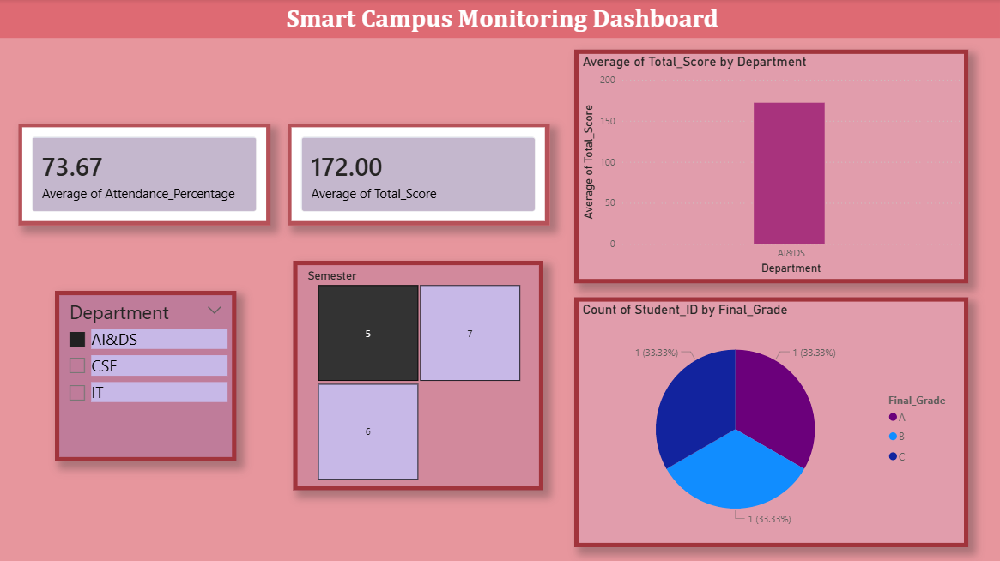 Smart Campus Monitoring Dashboard
73.67
Average of Attendance_Percentage
172.00
Average of Total_Score
Department
AI&DS
CSE
IT
Semester
5
7
6
Average of Total_Score by Department
Average of Total_Score
200
150
100
50
0
AI&DS
Department
Count of Student_ID by Final_Grade
1 (33.33%)
1 (33.33%)
1 (33.33%)
Final_Grade
A
B
C